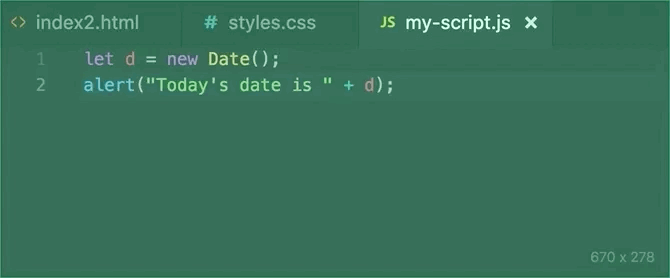 <> index2.html # styles.css JS my-script.js ×
1 let d = new Date();
2 alert("Today's date is " + d);
670 x 278